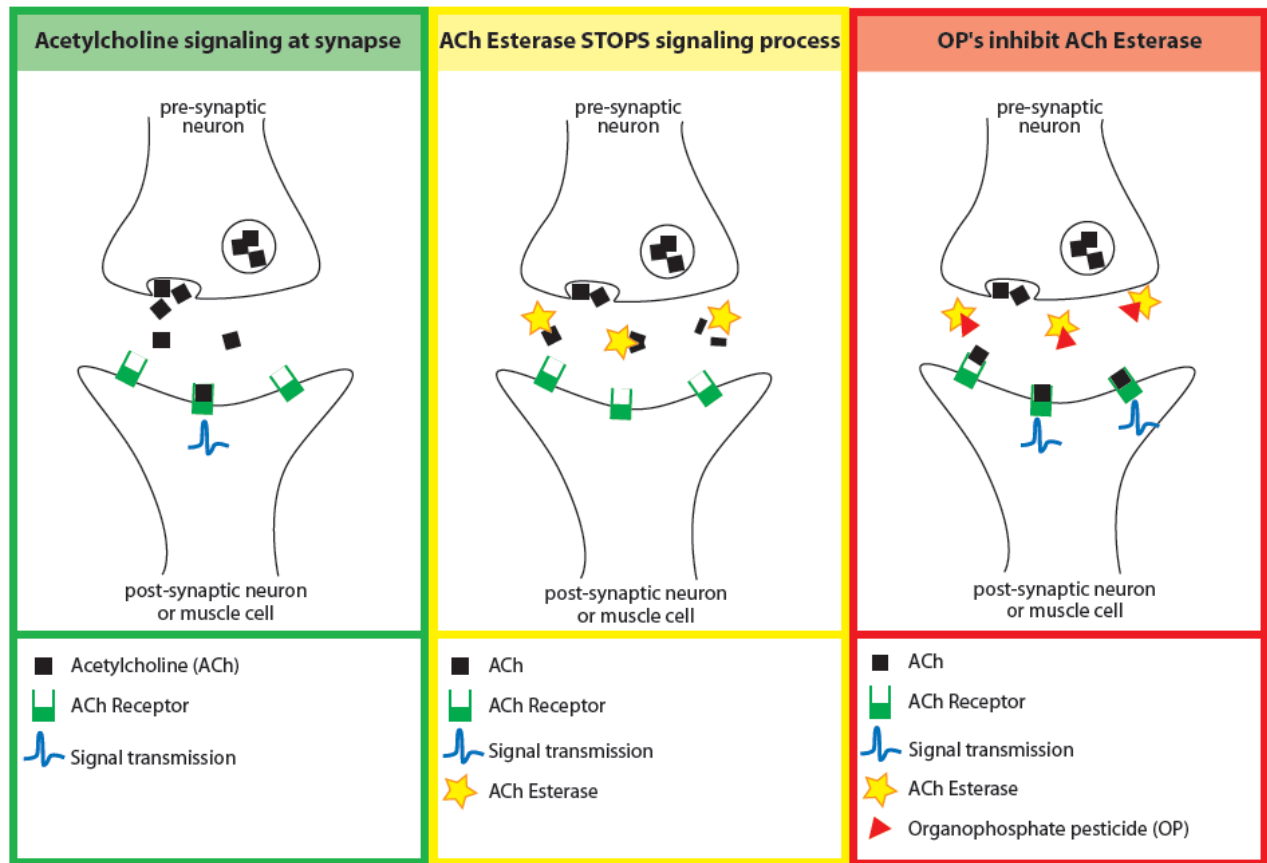 Acetylcholine signaling at synapse
pre-synaptic
neuron
post-synaptic neuron
or muscle cell
Acetylcholine (ACh)
ACh Receptor
Signal transmission
ACh Esterase STOPS signaling process
pre-synaptic
neuron
post-synaptic neuron
or muscle cell
ACh
ACh Receptor
Signal transmission
ACh Esterase
OP's inhibit ACh Esterase
pre-synaptic
neuron
post-synaptic neuron
or muscle cell
ACh
ACh Receptor
Signal transmission
ACh Esterase
Organophosphate pesticide (OP)